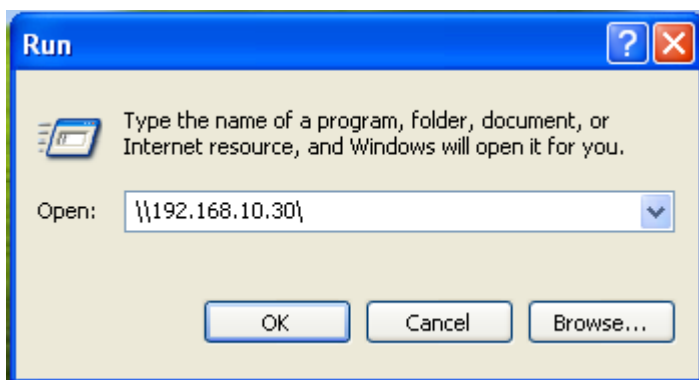 Run
Type the name of a program, folder, document, or
Internet resource, and Windows will open it for you.
Open: \\192.168.10.30\
OK Cancel Browse...